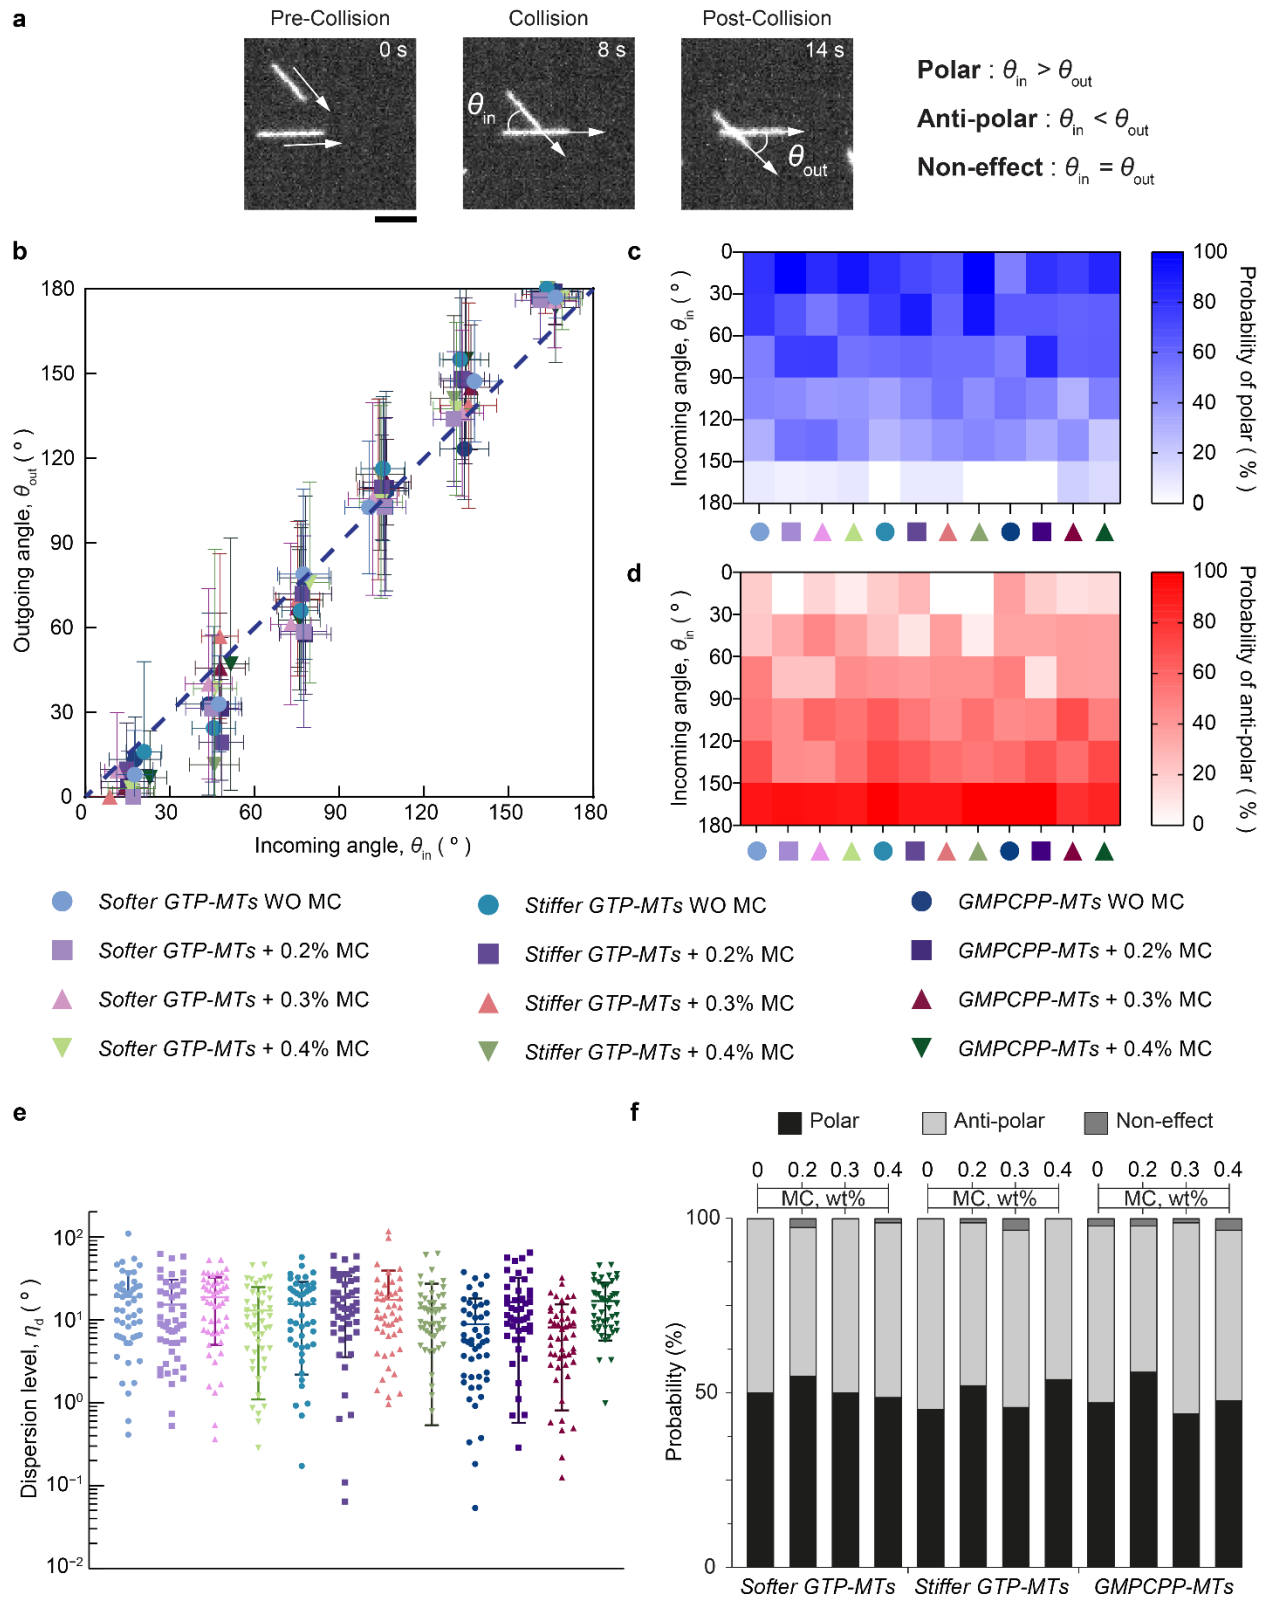 a
Pre-Collision
Collision
Post-Collision
0 s
8 s
14 s
θin
θout
Polar : θin > θout
Anti-polar : θin < θout
Non-effect : θin = θout
b
Outgoing angle, θout ( ° )
180
150
120
90
60
30
0
0 30 60 90 120 150 180
Incoming angle, θin ( ° )
c
Incoming angle, θin ( ° )
0
30
60
90
120
150
180
100
80
60
40
20
0
Probability of polar ( % )
d
Incoming angle, θin ( ° )
0
30
60
90
120
150
180
100
80
60
40
20
0
Probability of anti-polar ( % )
Softer GTP-MTs WO MC
Softer GTP-MTs + 0.2% MC
Softer GTP-MTs + 0.3% MC
Softer GTP-MTs + 0.4% MC
Stiffer GTP-MTs WO MC
Stiffer GTP-MTs + 0.2% MC
Stiffer GTP-MTs + 0.3% MC
Stiffer GTP-MTs + 0.4% MC
GMPCPP-MTs WO MC
GMPCPP-MTs + 0.2% MC
GMPCPP-MTs + 0.3% MC
GMPCPP-MTs + 0.4% MC
e
Dispersion level, ηd ( ° )
10²
10¹
10⁰
10⁻¹
10⁻²
f
Polar
Anti-polar
Non-effect
0 0.2 0.3 0.4 0 0.2 0.3 0.4 0 0.2 0.3 0.4
MC, wt% MC, wt% MC, wt%
Probability (%)
100
50
0
Softer GTP-MTs Stiffer GTP-MTs GMPCPP-MTs